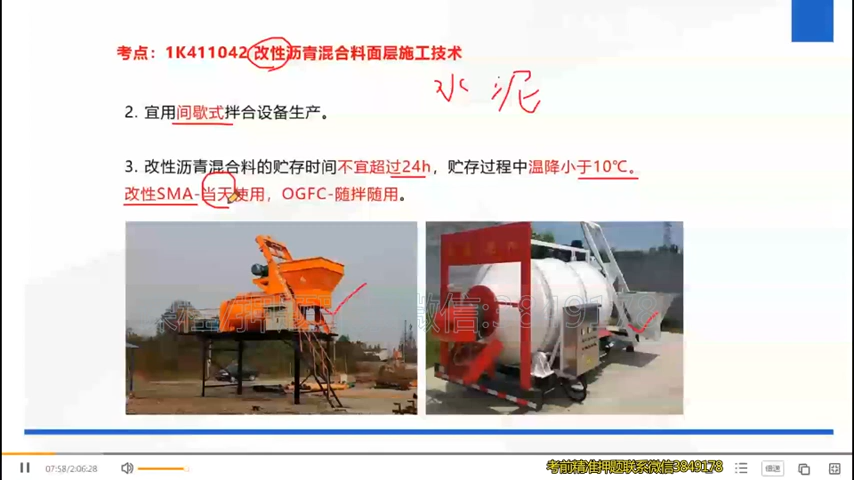 考点：1K411042 改性沥青混合料面层施工技术
水 泥
2. 宜用间歇式拌合设备生产。
3. 改性沥青混合料的贮存时间不宜超过24h，贮存过程中温降小于10℃。
改性SMA-当天使用，OGFC-随拌随用。
07:58/2:06:28
考前精准押题联系微信3849178
倍速